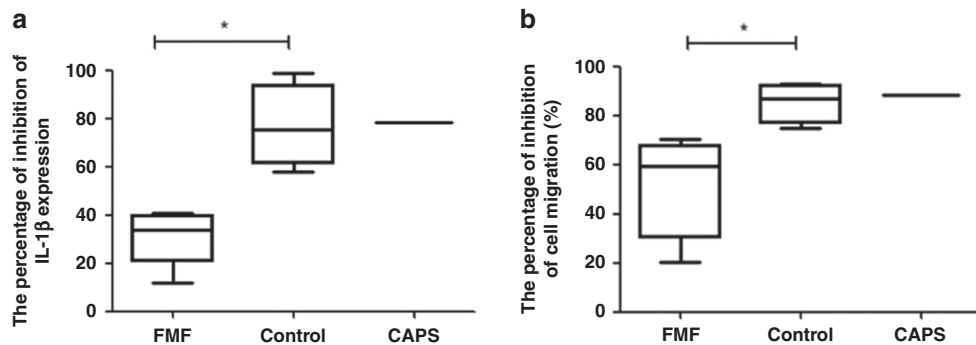 a
*
The percentage of inhibition of
IL-1β expression
100
80
60
40
20
0
FMF
Control
CAPS
b
*
The percentage of inhibition
of cell migration (%)
100
80
60
40
20
0
FMF
Control
CAPS